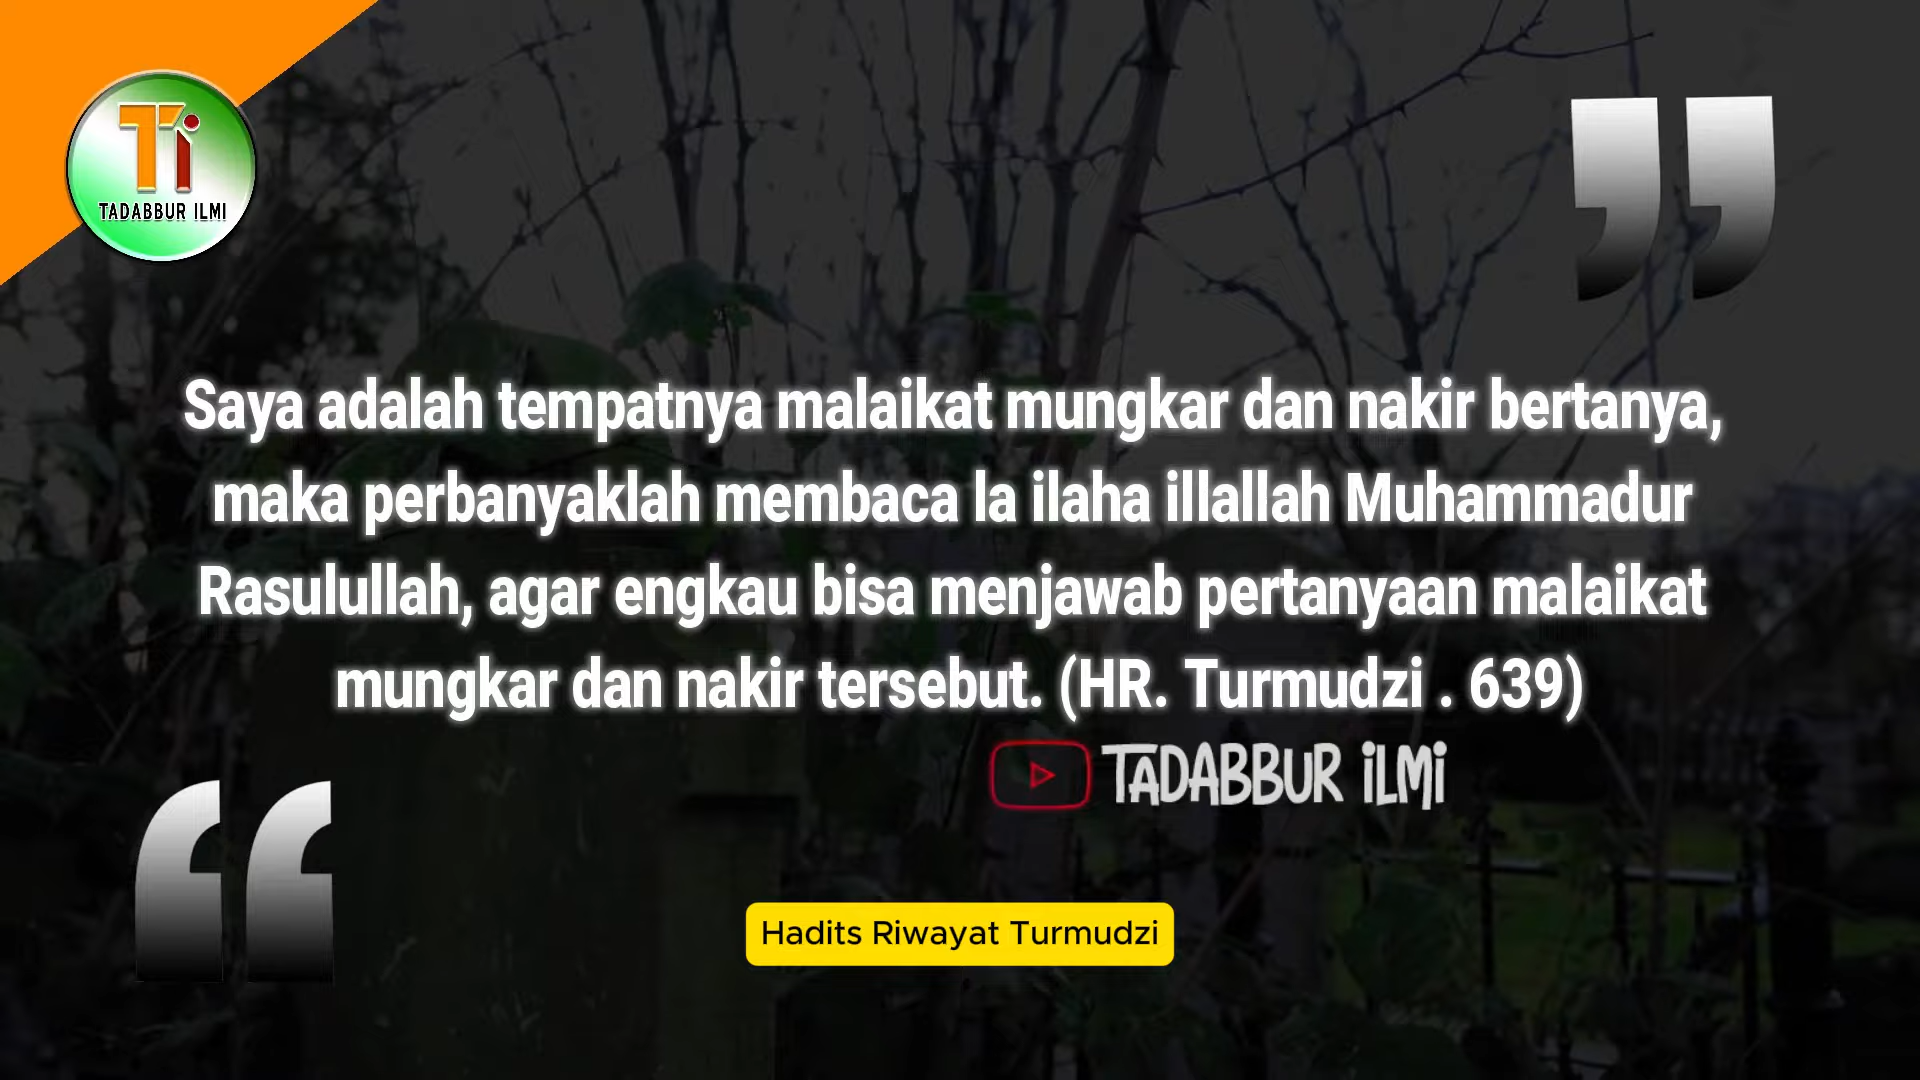 TADABBUR ILMI
Saya adalah tempatnya malaikat mungkar dan nakir bertanya,
maka perbanyaklah membaca la ilaha illallah Muhammadur
Rasulullah, agar engkau bisa menjawab pertanyaan malaikat
mungkar dan nakir tersebut. (HR. Turmudzi . 639)
TADABBUR iLMi
Hadits Riwayat Turmudzi